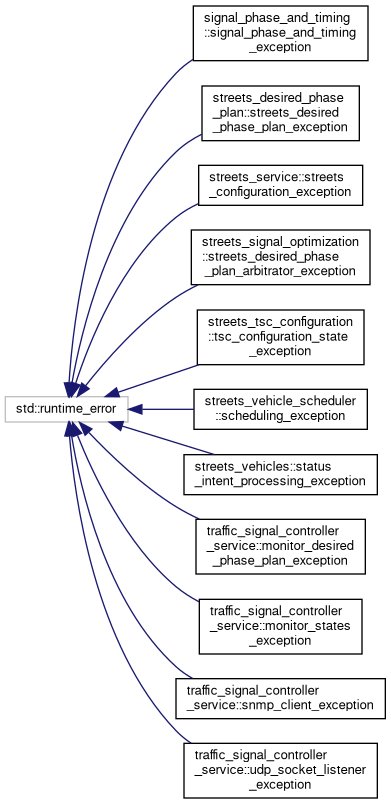 signal_phase_and_timing
::signal_phase_and_timing
_exception
streets_desired_phase
_plan::streets_desired
_phase_plan_exception
streets_service::streets
_configuration_exception
streets_signal_optimization
::streets_desired_phase
_plan_arbitrator_exception
streets_tsc_configuration
::tsc_configuration_state
_exception
std::runtime_error
streets_vehicle_scheduler
::scheduling_exception
streets_vehicles::status
_intent_processing_exception
traffic_signal_controller
_service::monitor_desired
_phase_plan_exception
traffic_signal_controller
_service::monitor_states
_exception
traffic_signal_controller
_service::snmp_client_exception
traffic_signal_controller
_service::udp_socket_listener
_exception